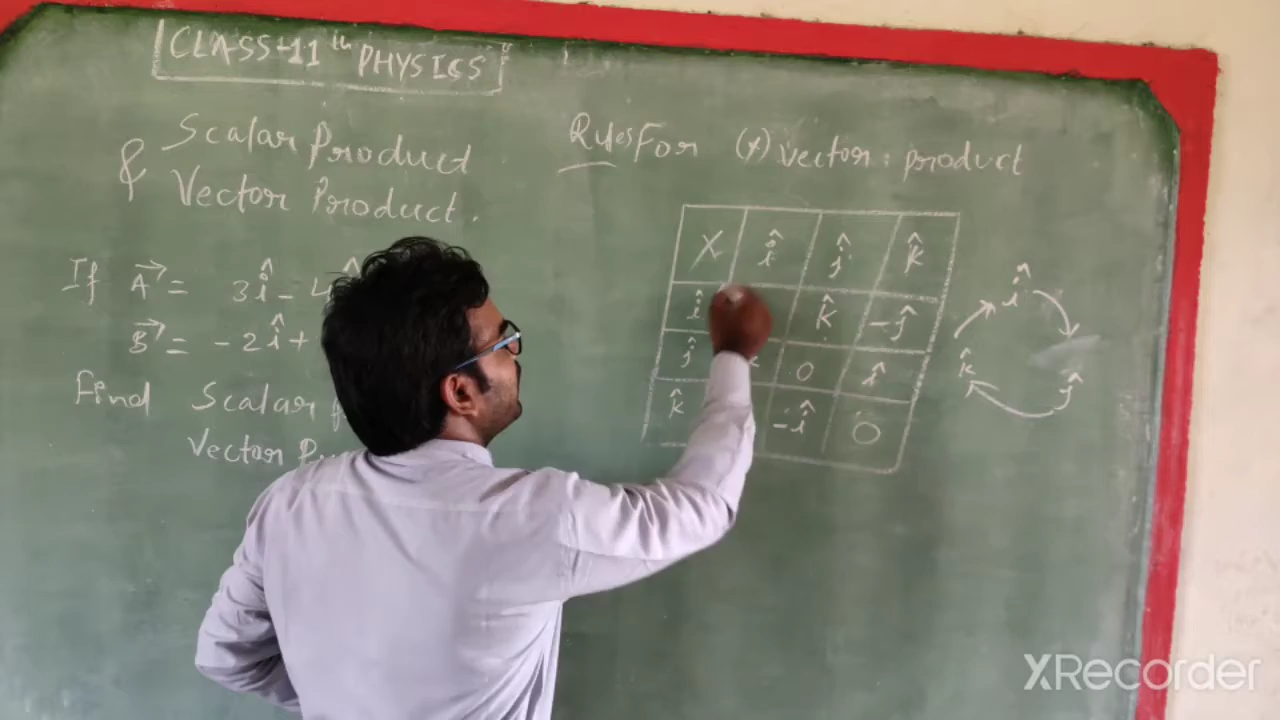 CLASS-11th PHYSICS
Scalar Product
& Vector Product.
If A⃗ = 3î - 4
B⃗ = -2î +
Find Scalar
Vector
Rules For (×) vector : product
X î ĵ k̂
î k̂ -ĵ
ĵ 0 î
k̂ -î 0
î
k̂ ĵ
XRecorder